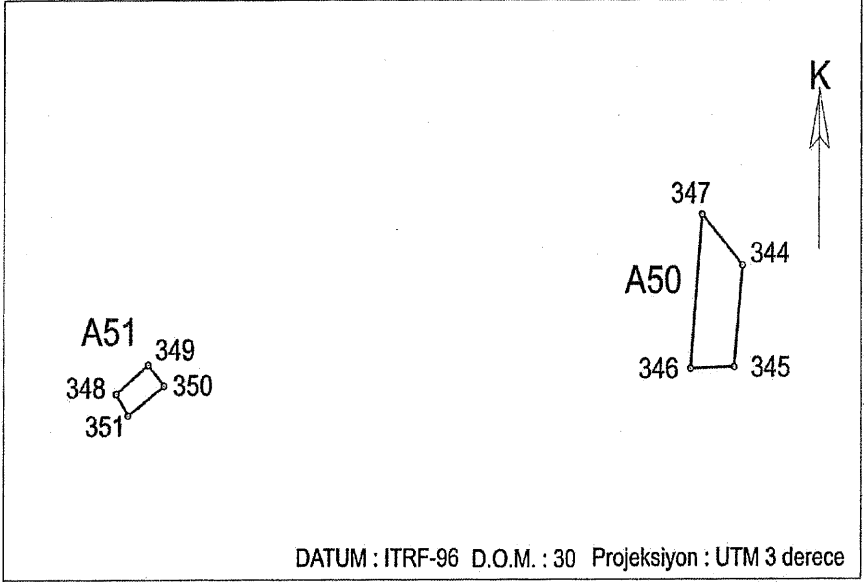 K
347
344
A50
346
345
A51
349
348
350
351
DATUM : ITRF-96 D.O.M. : 30 Projeksiyon : UTM 3 derece